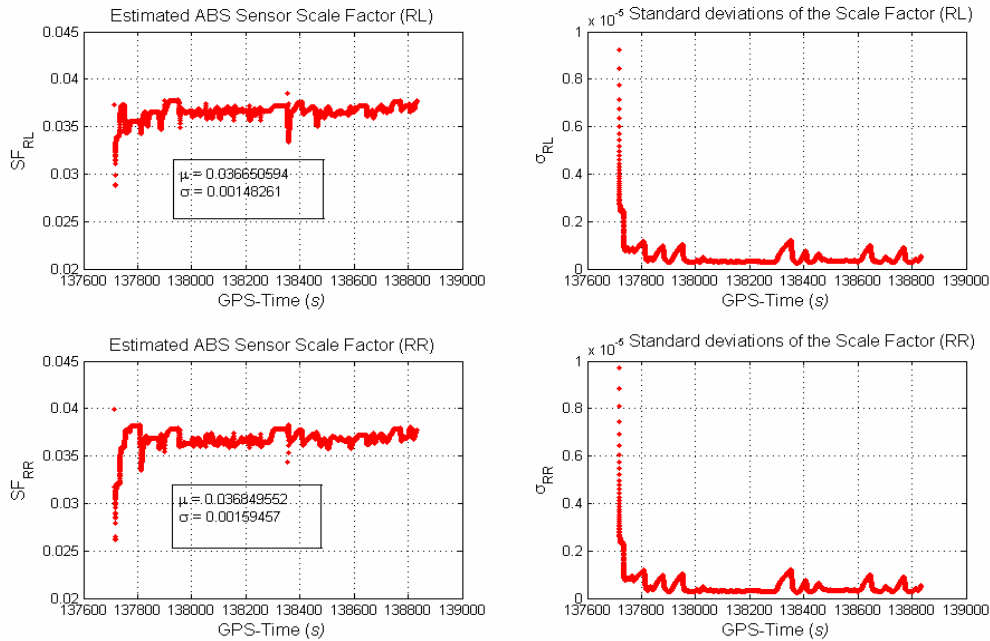 Estimated ABS Sensor Scale Factor (RL)
0.045
0.04
0.035
0.03
0.025
0.02
SF_RL
μ = 0.036650594
σ = 0.00148261
137600 137800 138000 138200 138400 138600 138800 139000
GPS-Time (s)
x 10^-5 Standard deviations of the Scale Factor (RL)
1
0.8
0.6
0.4
0.2
0
σ_RL
137600 137800 138000 138200 138400 138600 138800 139000
GPS-Time (s)
Estimated ABS Sensor Scale Factor (RR)
0.045
0.04
0.035
0.03
0.025
0.02
SF_RR
μ = 0.036849552
σ = 0.00159457
137600 137800 138000 138200 138400 138600 138800 139000
GPS-Time (s)
x 10^-5 Standard deviations of the Scale Factor (RR)
1
0.8
0.6
0.4
0.2
0
σ_RR
137600 137800 138000 138200 138400 138600 138800 139000
GPS-Time (s)